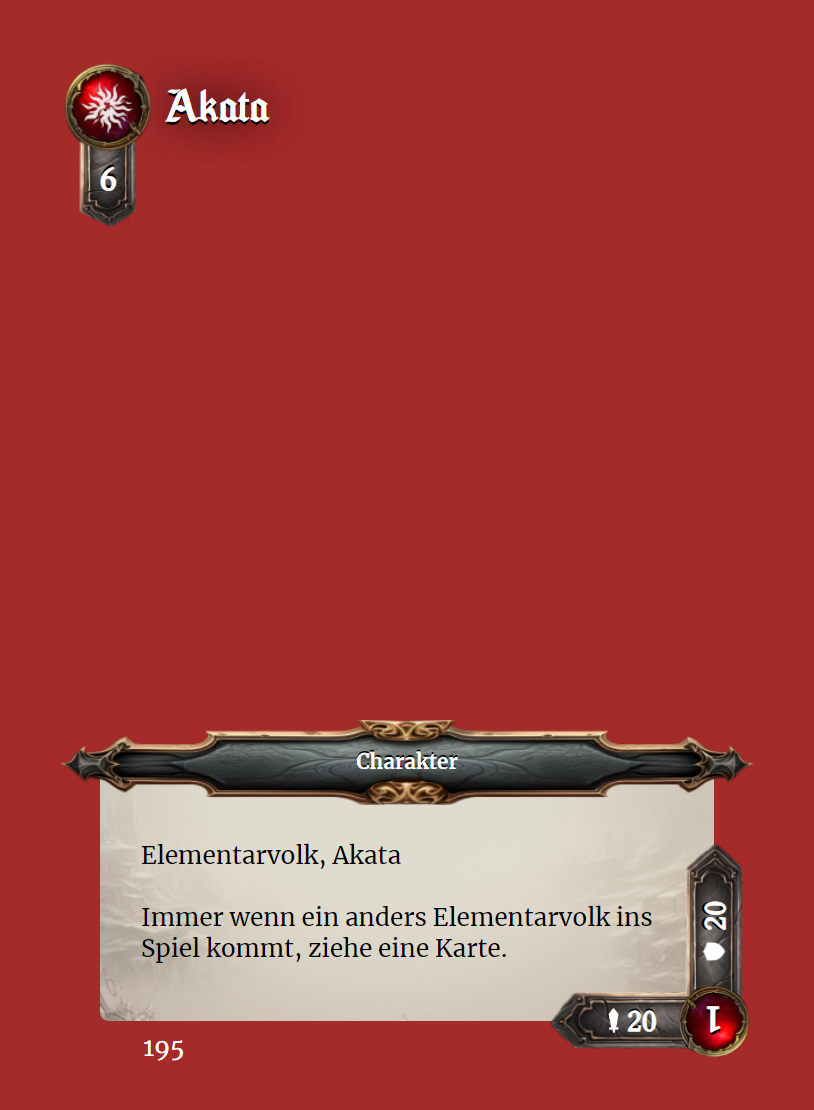 Akata
6
Charakter
Elementarvolk, Akata
Immer wenn ein anders Elementarvolk ins
Spiel kommt, ziehe eine Karte.
20
20
1
195